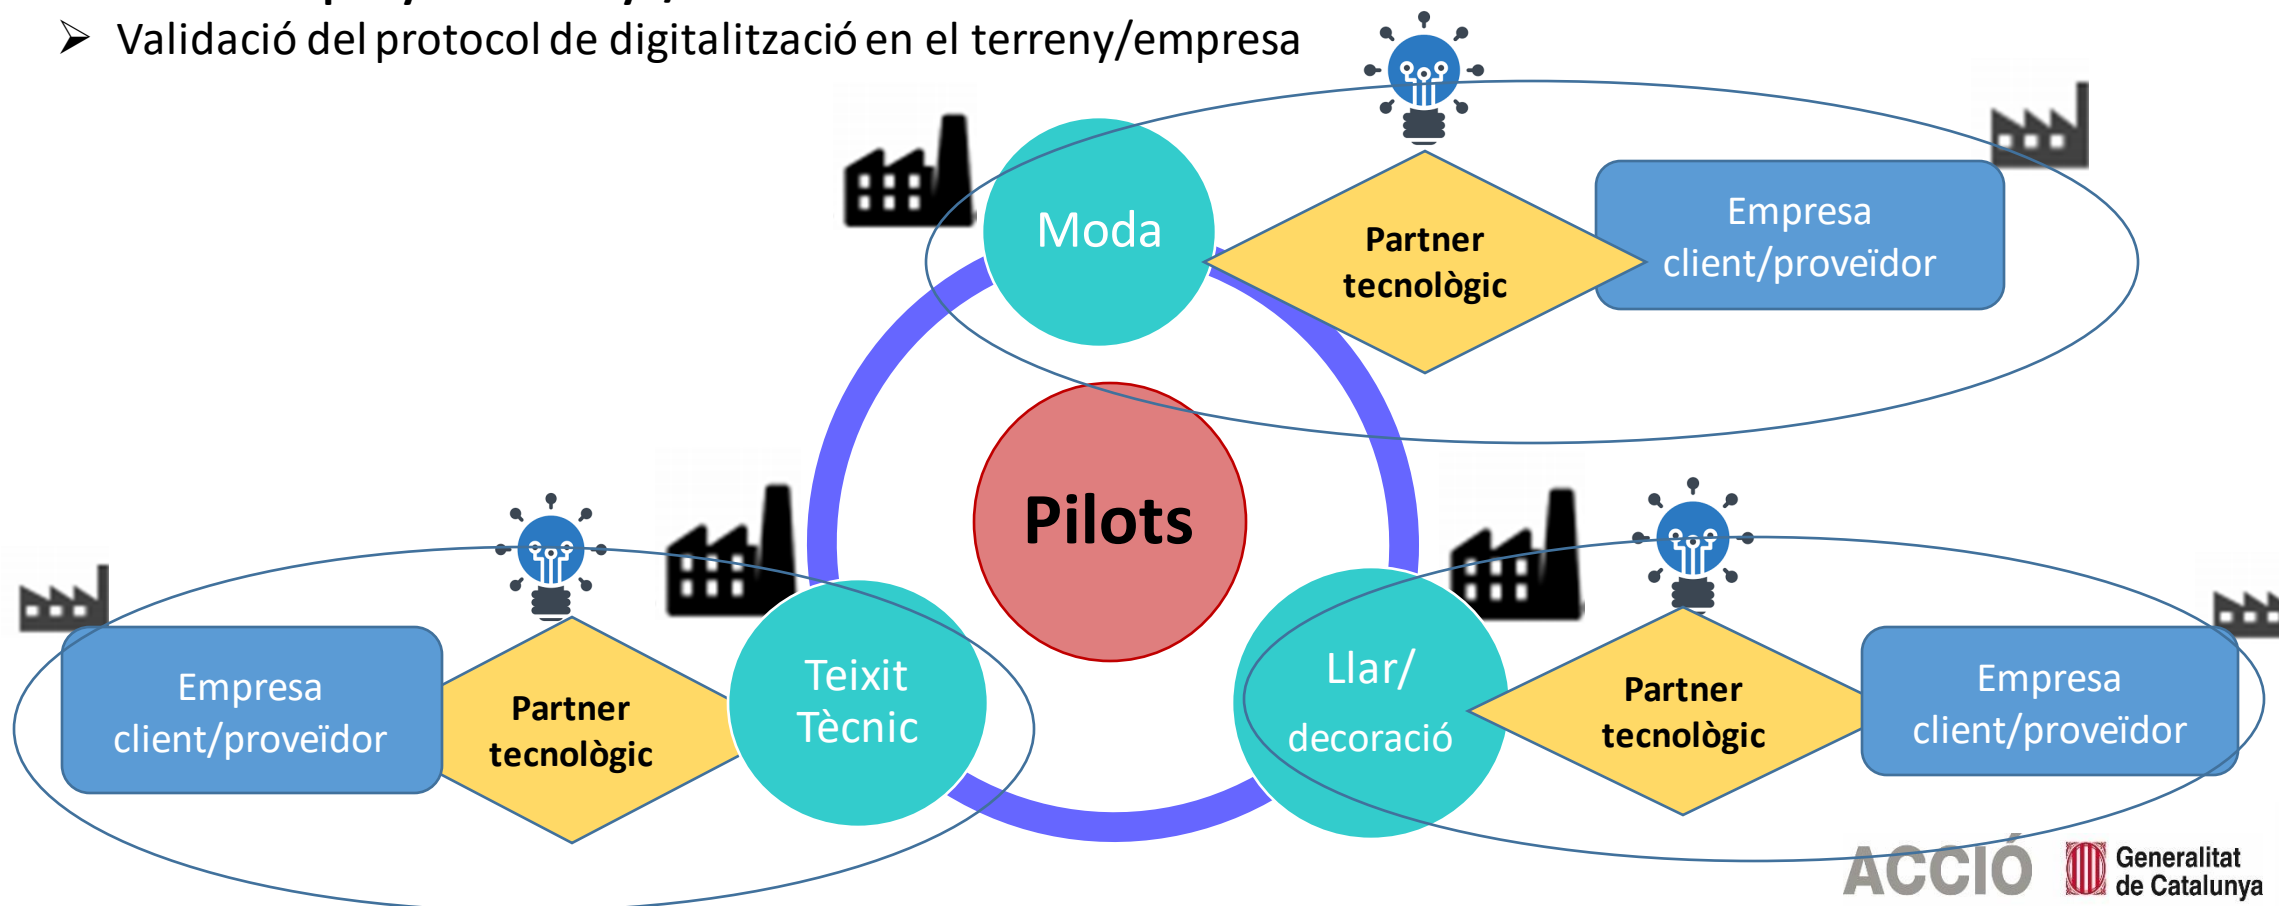 ➢ Validació del protocol de digitalització en el terreny/empresa
Moda
Partner
tecnològic
Empresa
client/proveïdor
Pilots
Empresa
client/proveïdor
Partner
tecnològic
Teixit
Tècnic
Llar/
decoració
Partner
tecnològic
Empresa
client/proveïdor
ACCIÓ
Generalitat
de Catalunya